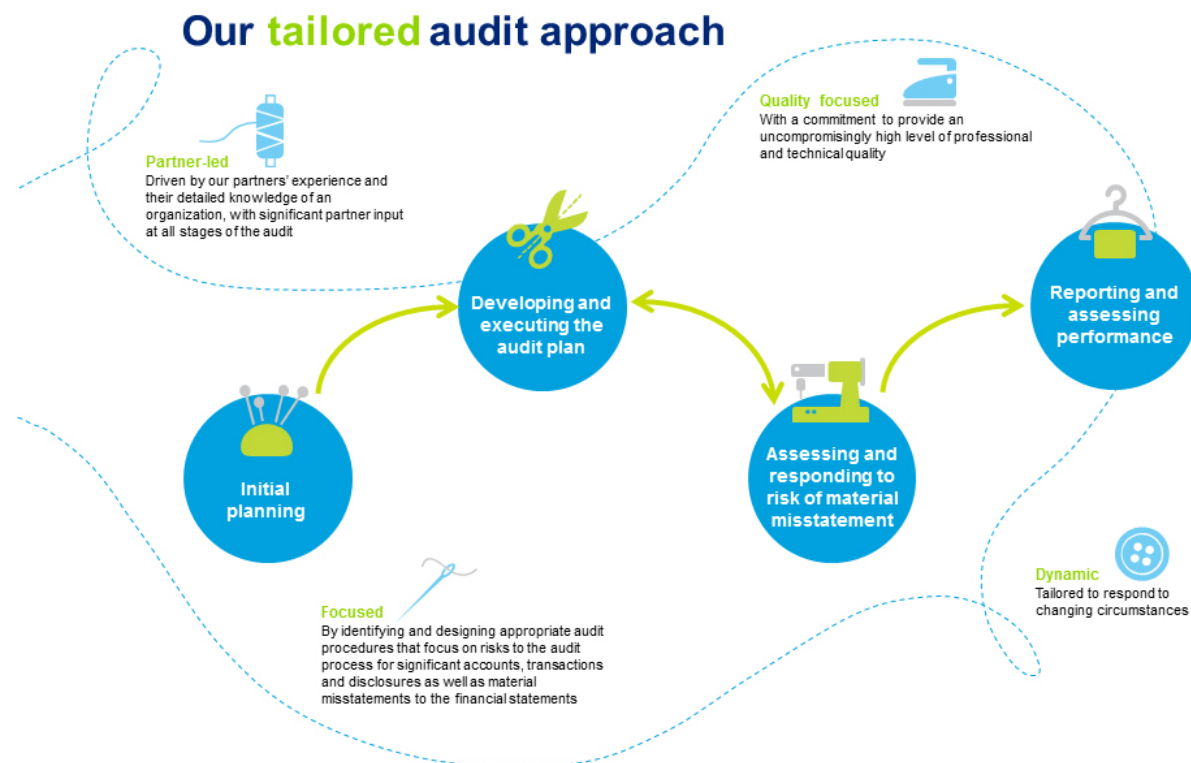 Our tailored audit approach
Partner-led
Driven by our partners' experience and
their detailed knowledge of an
organization, with significant partner input
at all stages of the audit
Quality focused
With a commitment to provide an
uncompromisingly high level of professional
and technical quality
Developing and
executing the
audit plan
Reporting and
assessing
performance
Initial
planning
Assessing and
responding to
risk of material
misstatement
Focused
By identifying and designing appropriate audit
procedures that focus on risks to the audit
process for significant accounts, transactions
and disclosures as well as material
misstatements to the financial statements
Dynamic
Tailored to respond to
changing circumstances